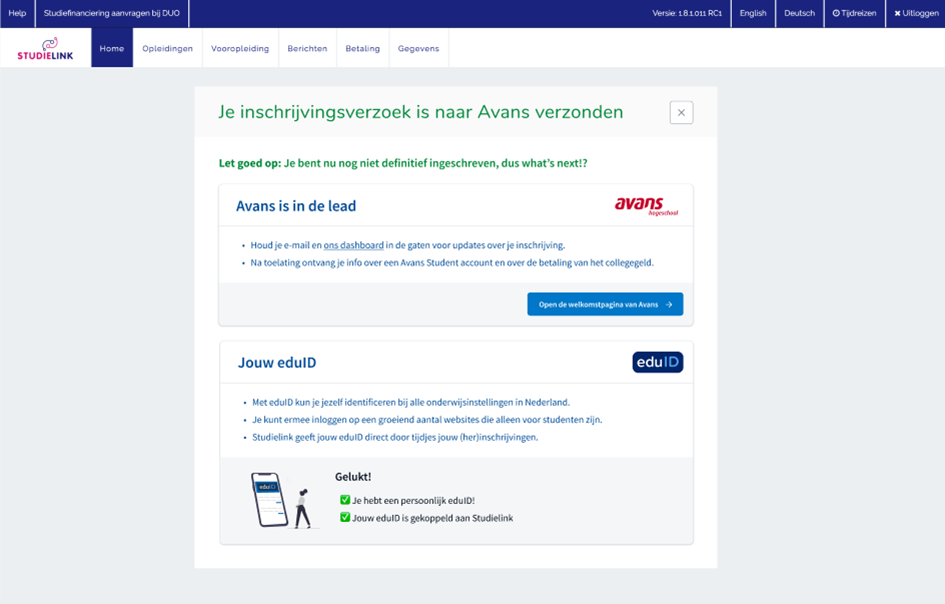 Help Studiefinanciering aanvragen bij DUO Versie: 1.8.1.011 RC1 English Deutsch Tijdreizen Uitloggen
STUDIELINK Home Opleidingen Vooropleiding Berichten Betaling Gegevens
Je inschrijvingsverzoek is naar Avans verzonden
Let goed op: Je bent nu nog niet definitief ingeschreven, dus what's next!?
Avans is in de lead
avans
hogeschool
• Houd je e-mail en ons dashboard in de gaten voor updates over je inschrijving.
• Na toelating ontvang je info over een Avans Student account en over de betaling van het collegegeld.
Open de welkomstpagina van Avans →
Jouw eduID
eduID
• Met eduID kun je jezelf identificeren bij alle onderwijsinstellingen in Nederland.
• Je kunt ermee inloggen op een groeiend aantal websites die alleen voor studenten zijn.
• Studielink geeft jouw eduID direct door tijdjes jouw (her)inschrijvingen.
eduID
Gelukt!
✅ Je hebt een persoonlijk eduID!
✅ Jouw eduID is gekoppeld aan Studielink